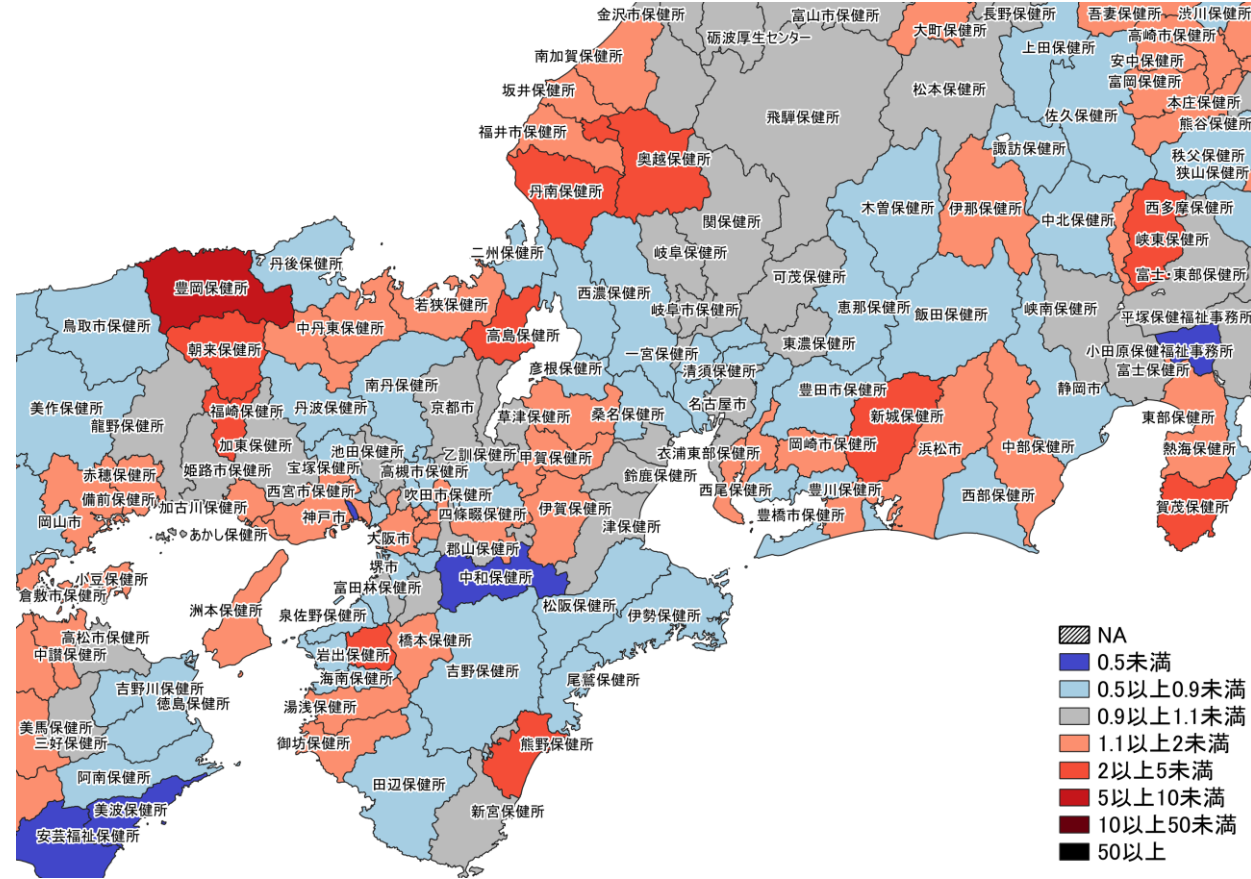 金沢市保健所
富山市保健所
長野保健所
吾妻保健所
渋川保健所
砺波厚生センター
大町保健所
高崎市保健所
南加賀保健所
上田保健所
安中保健所
坂井保健所
松本保健所
富岡保健所
本庄保健所
福井市保健所
飛騨保健所
佐久保健所
熊谷保健所
奥越保健所
諏訪保健所
秩父保健所
狭山保健所
丹南保健所
木曽保健所
伊那保健所
西多摩保健所
関保健所
中北保健所
峡東保健所
二州保健所
岐阜保健所
丹後保健所
可茂保健所
富士・東部保健所
豊岡保健所
西濃保健所
若狭保健所
恵那保健所
岐阜市保健所
飯田保健所
峡南保健所
平塚保健福祉事務所
鳥取市保健所
中丹東保健所
高島保健所
東濃保健所
朝来保健所
一宮保健所
小田原保健福祉事務所
彦根保健所
清須保健所
富士保健所
南丹保健所
豊田市保健所
静岡市
美作保健所
福崎保健所
丹波保健所
京都市
名古屋市
草津保健所
桑名保健所
新城保健所
東部保健所
龍野保健所
加東保健所
岡崎市保健所
池田保健所
乙訓保健所
甲賀保健所
衣浦東部保健所
浜松市
中部保健所
熱海保健所
姫路市保健所
宝塚保健所
高槻市保健所
鈴鹿保健所
赤穂保健所
西宮市保健所
吹田市保健所
西尾保健所
豊川保健所
備前保健所
加古川保健所
伊賀保健所
西部保健所
賀茂保健所
岡山市
神戸市
四條畷保健所
豊橋市保健所
あかし保健所
大阪市
津保健所
郡山保健所
堺市
小豆保健所
中和保健所
倉敷市保健所
富田林保健所
洲本保健所
松阪保健所
泉佐野保健所
伊勢保健所
高松市保健所
橋本保健所
中讃保健所
岩出保健所
吉野保健所
海南保健所
尾鷲保健所
吉野川保健所
徳島保健所
湯浅保健所
美馬保健所
三好保健所
御坊保健所
熊野保健所
阿南保健所
田辺保健所
美波保健所
新宮保健所
安芸福祉保健所
NA
0.5未満
0.5以上0.9未満
0.9以上1.1未満
1.1以上2未満
2以上5未満
5以上10未満
10以上50未満
50以上